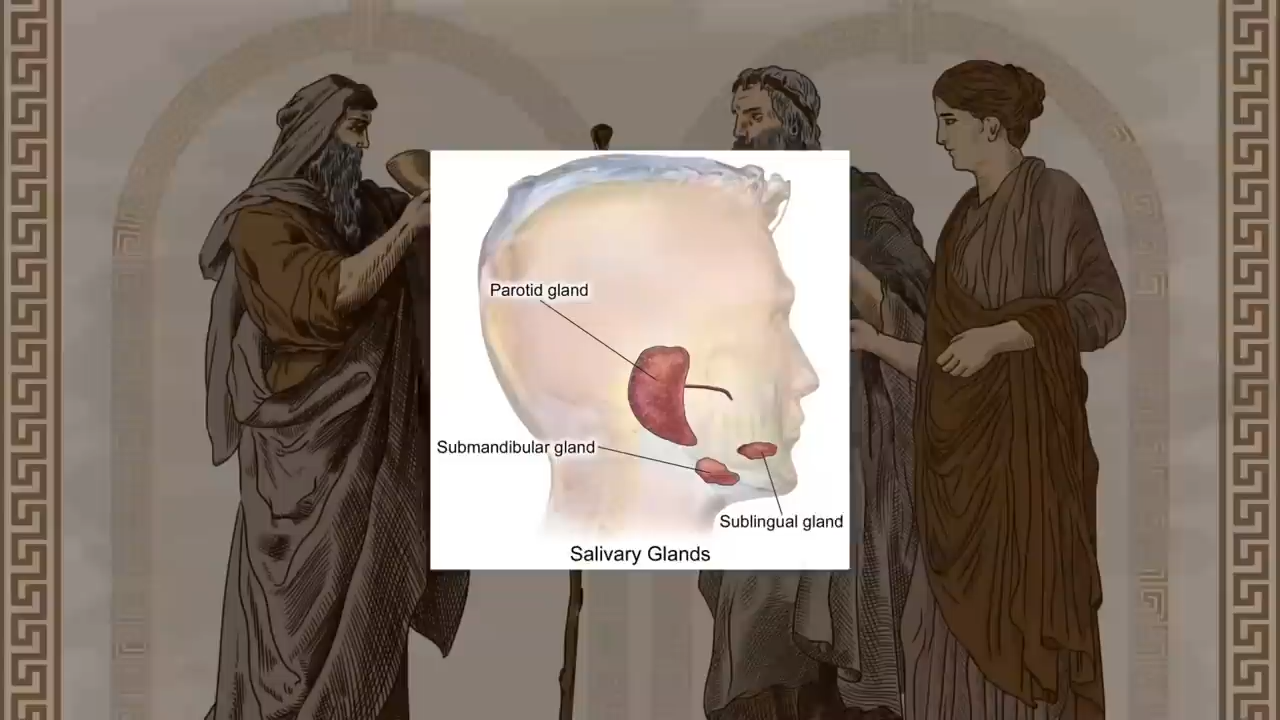 Parotid gland
Submandibular gland
Sublingual gland
Salivary Glands